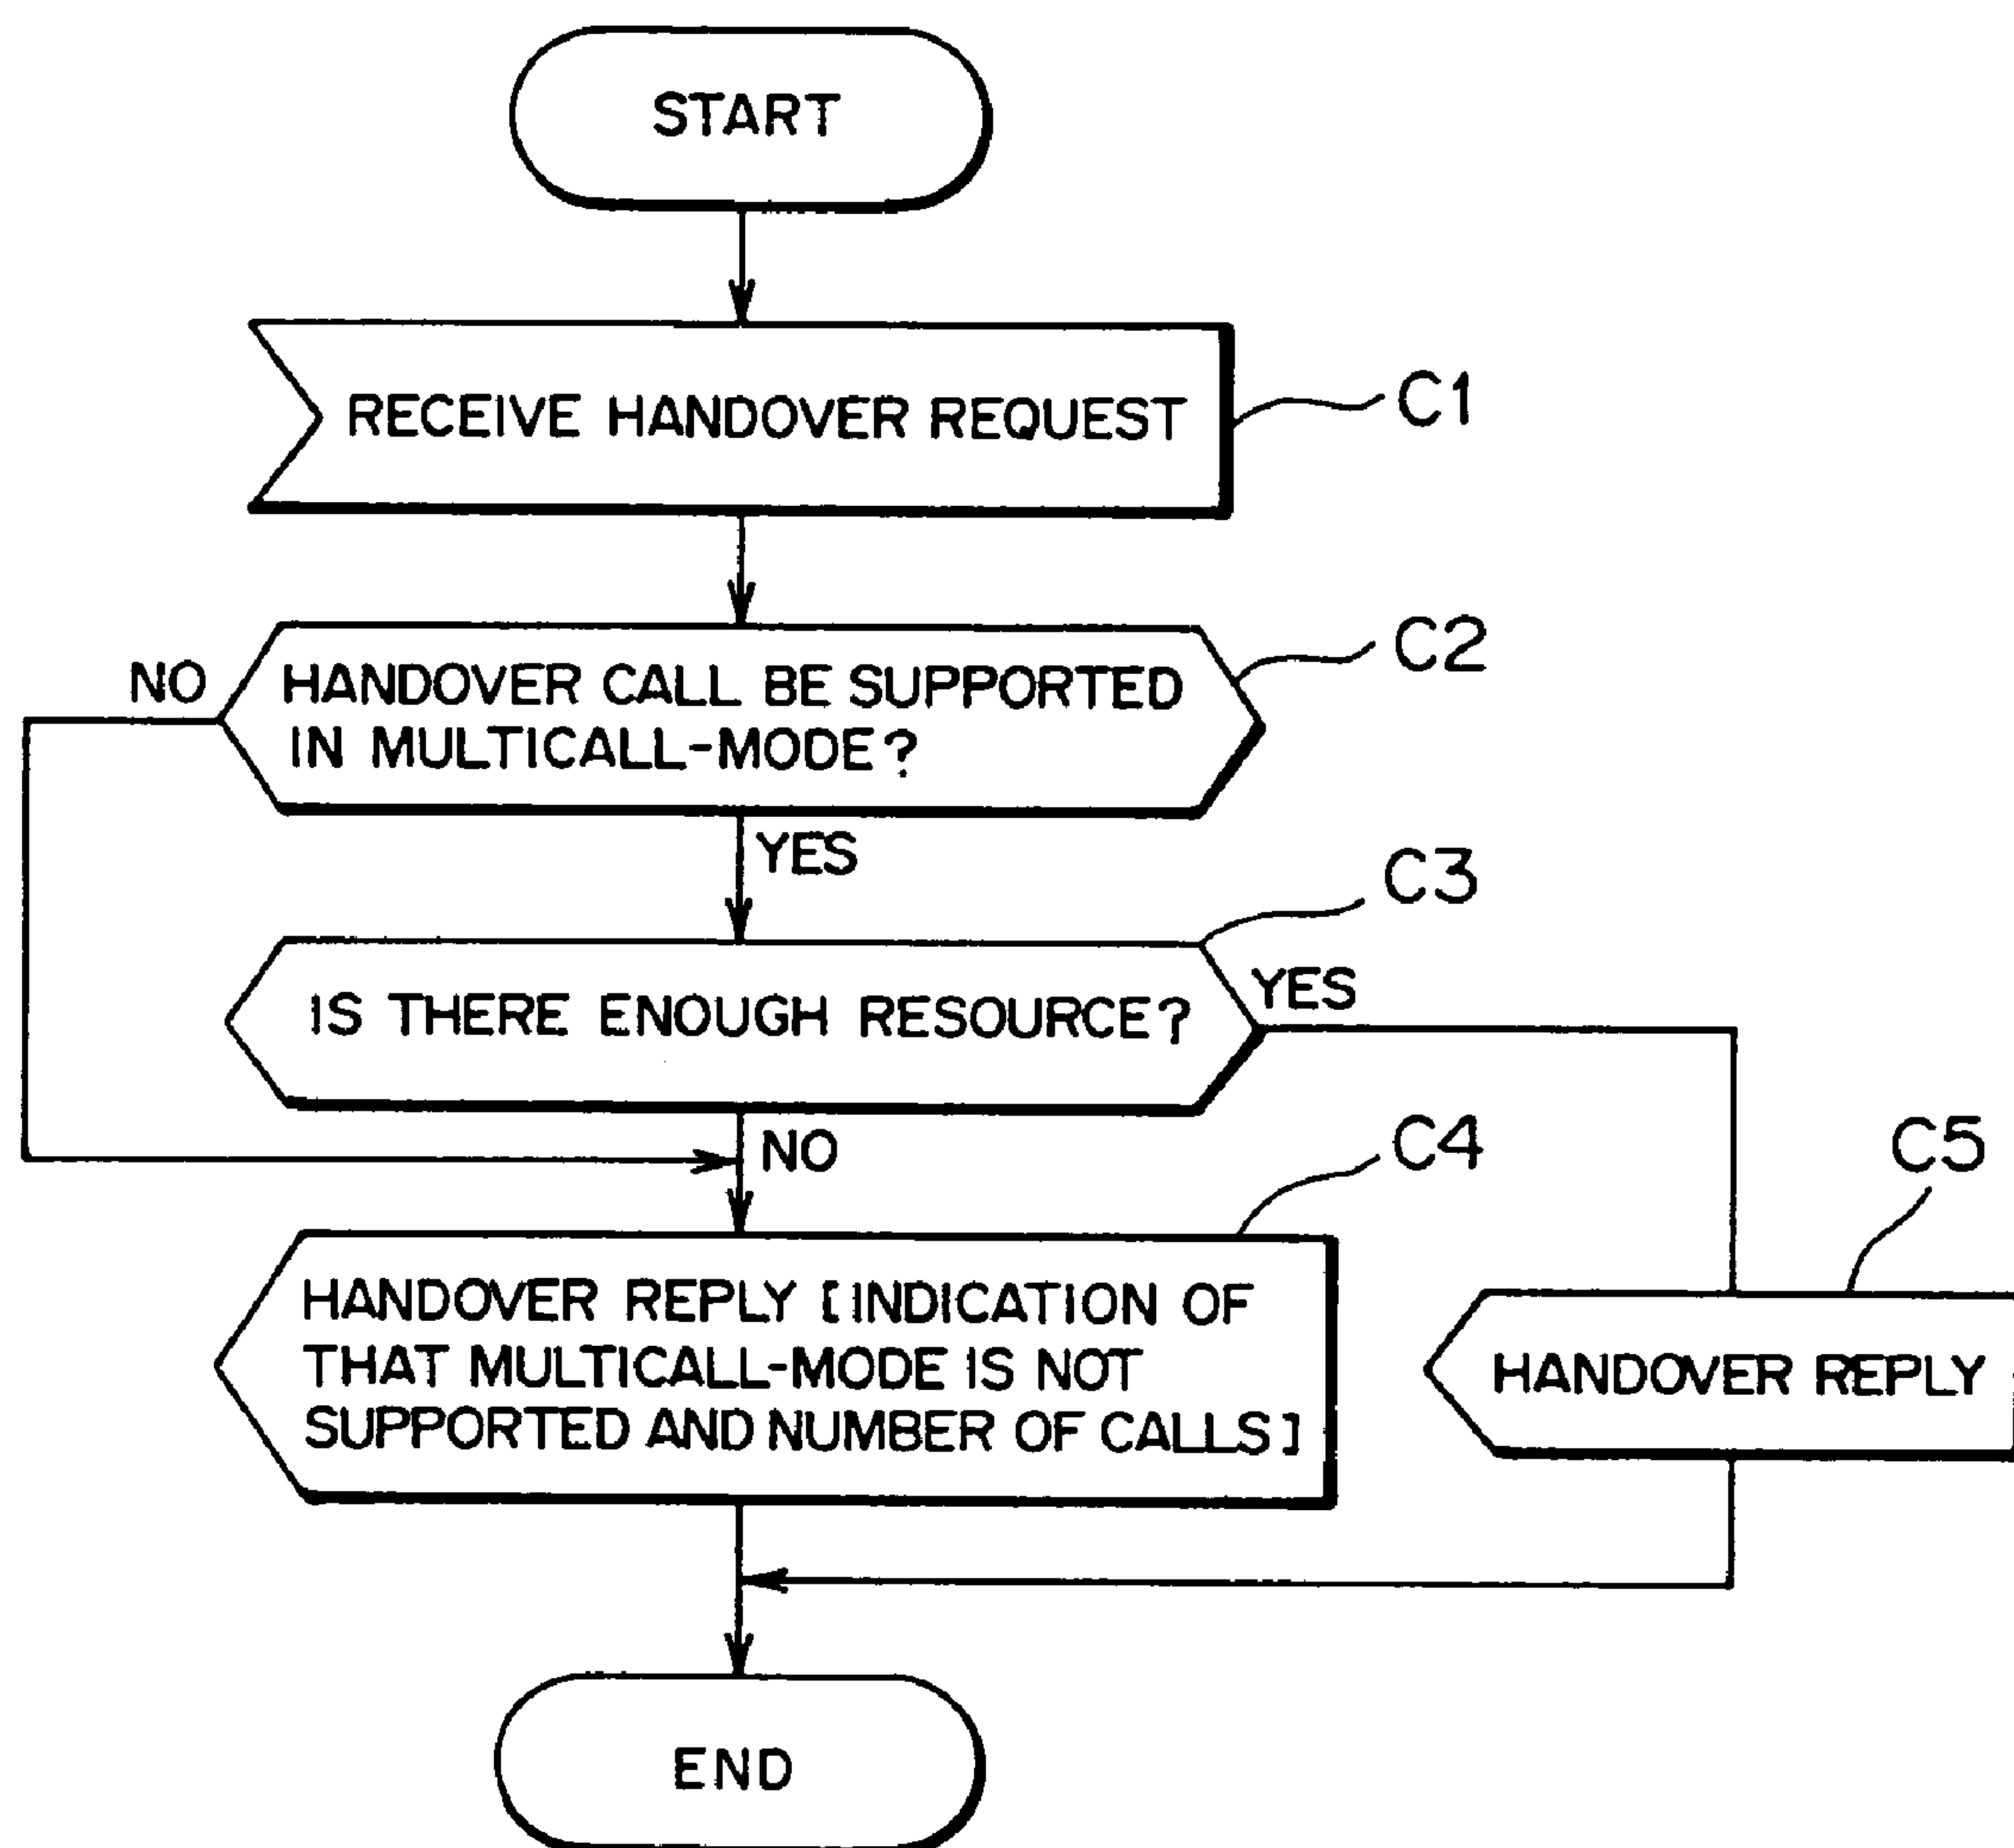 START
RECEIVE HANDOVER REQUEST
C1
C2
NO
HANDOVER CALL BE SUPPORTED
IN MULTICALL-MODE?
YES
C3
YES
IS THERE ENOUGH RESOURCE?
NO
C4
C5
HANDOVER REPLY [INDICATION OF
THAT MULTICALL-MODE IS NOT
SUPPORTED AND NUMBER OF CALLS]
HANDOVER REPLY
END